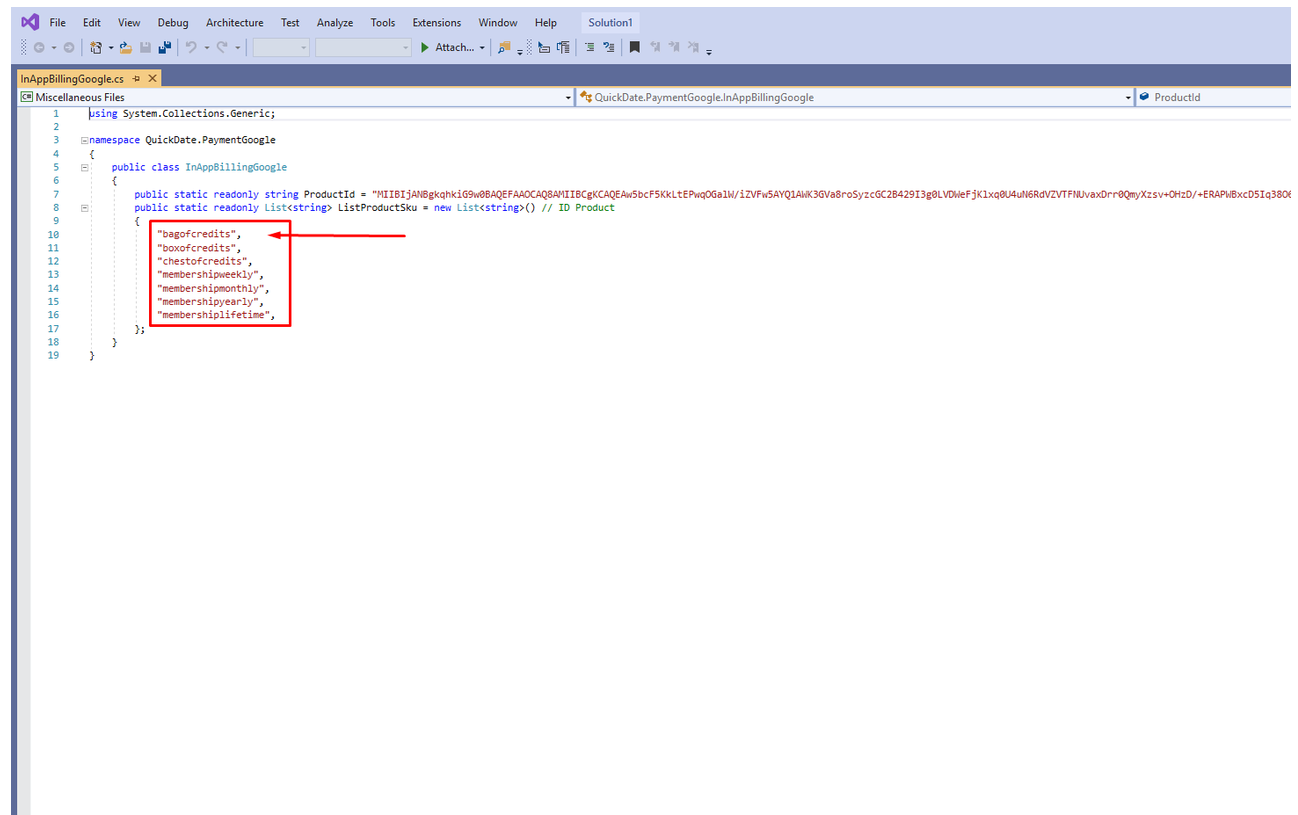 File Edit View Debug Architecture Test Analyze Tools Extensions Window Help Solution1
Attach...
InAppBillingGoogle.cs
C# Miscellaneous Files QuickDate.PaymentGoogle.InAppBillingGoogle ProductId
1 using System.Collections.Generic;
2
3 namespace QuickDate.PaymentGoogle
4 {
5 public class InAppBillingGoogle
6 {
7 public static readonly string ProductId = "MIIBIjANBgkqhkiG9w0BAQEFAAOCAQ8AMIIBCgKCAQEAw5bcF5KkLtEPwqOGalW/iZVFw5AYQ1AWK3GVa8roSyzcGC2B429I3g0LVDWeFjKlxq0U4uN6RdVZVTFNUvaxDrr0QmyXzsv+OHzD/+ERAPWBxcD5Iq38O6
8 public static readonly List<string> ListProductSku = new List<string>() // ID Product
9 {
10 "bagofcredits",
11 "boxofcredits",
12 "chestofcredits",
13 "membershipweekly",
14 "membershipmonthly",
15 "membershipyearly",
16 "membershiplifetime",
17 };
18 }
19 }